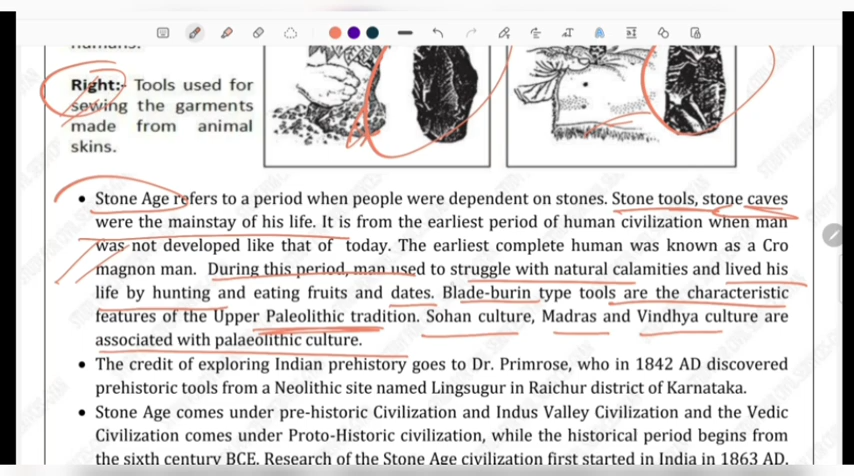 humans.
Right:- Tools used for
sewing the garments
made from animal
skins.
• Stone Age refers to a period when people were dependent on stones. Stone tools, stone caves
were the mainstay of his life. It is from the earliest period of human civilization when man
was not developed like that of today. The earliest complete human was known as a Cro
magnon man. During this period, man used to struggle with natural calamities and lived his
life by hunting and eating fruits and dates. Blade-burin type tools are the characteristic
features of the Upper Paleolithic tradition. Sohan culture, Madras and Vindhya culture are
associated with palaeolithic culture.
• The credit of exploring Indian prehistory goes to Dr. Primrose, who in 1842 AD discovered
prehistoric tools from a Neolithic site named Lingsugur in Raichur district of Karnataka.
• Stone Age comes under pre-historic Civilization and Indus Valley Civilization and the Vedic
Civilization comes under Proto-Historic civilization, while the historical period begins from
the sixth century BCE. Research of the Stone Age civilization first started in India in 1863 AD.